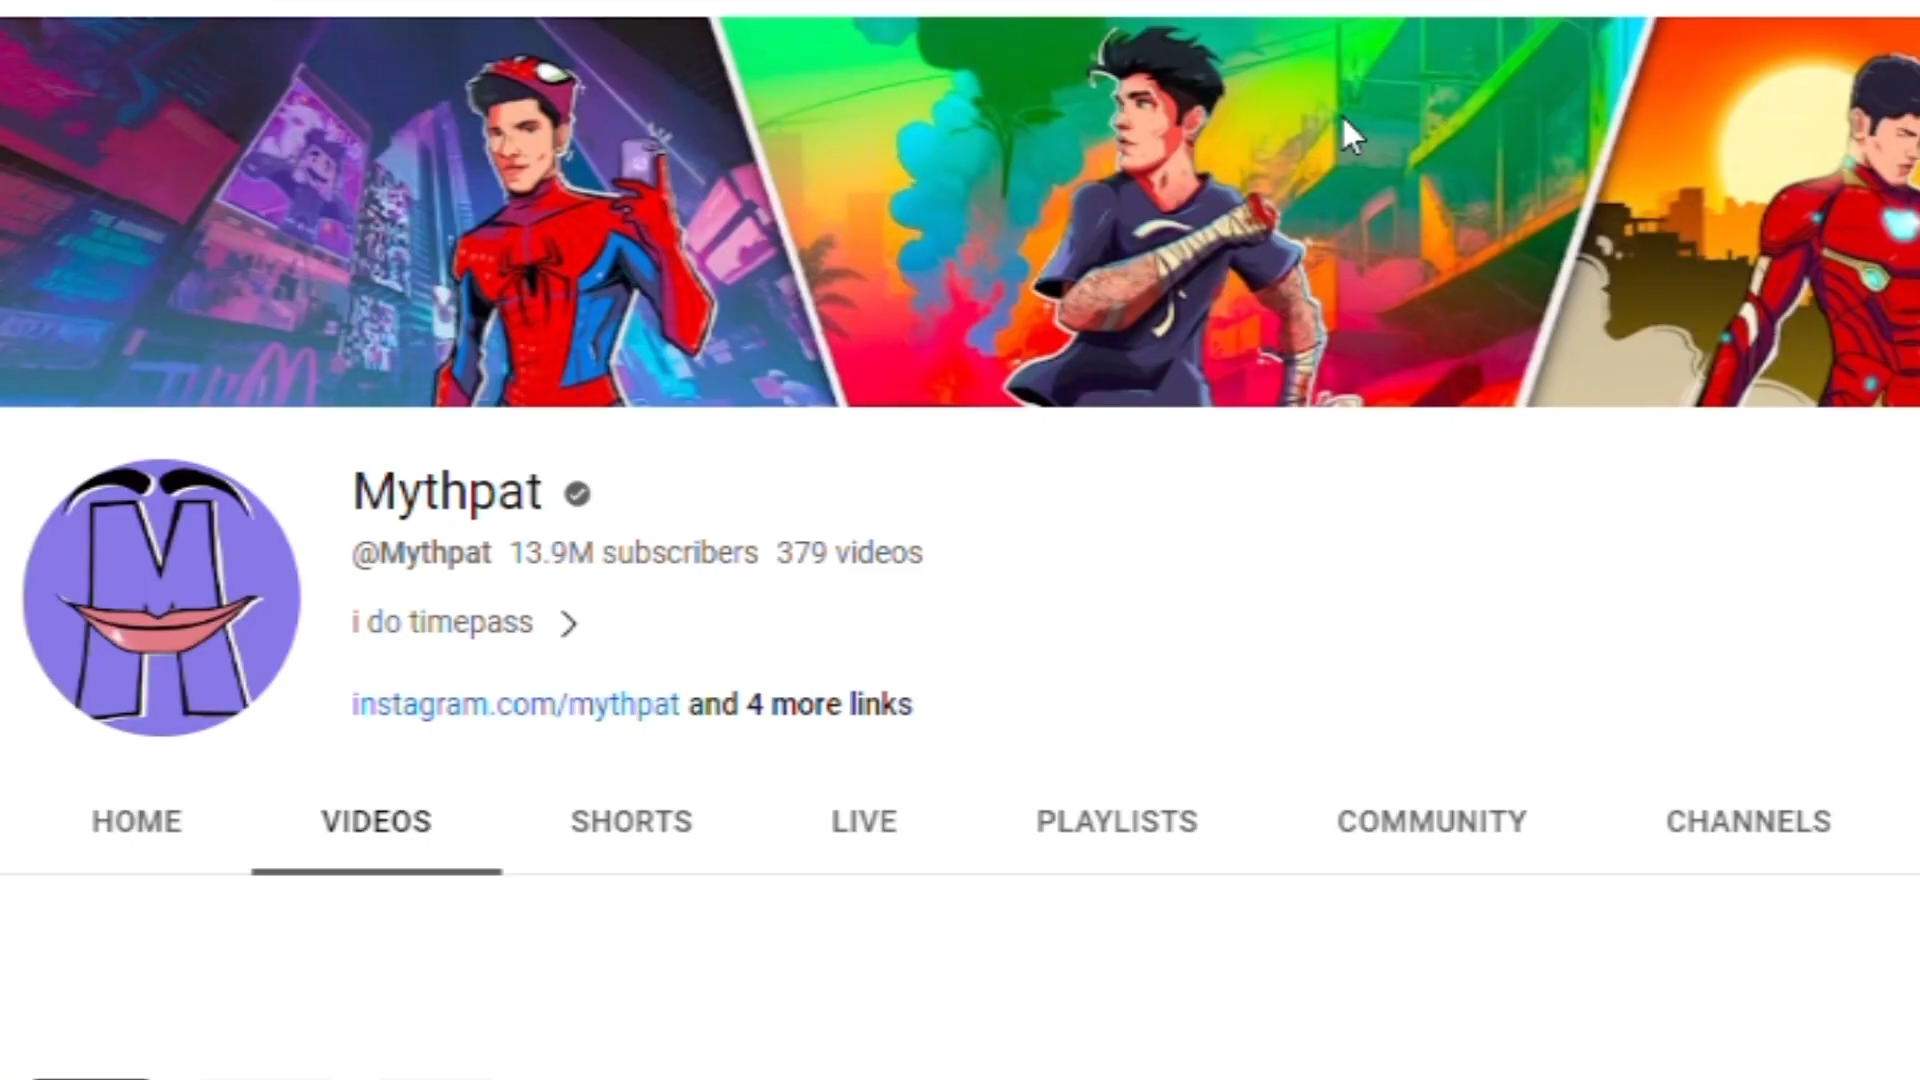 Mythpat
@Mythpat 13.9M subscribers 379 videos
i do timepass
instagram.com/mythpat and 4 more links
HOME VIDEOS SHORTS LIVE PLAYLISTS COMMUNITY CHANNELS